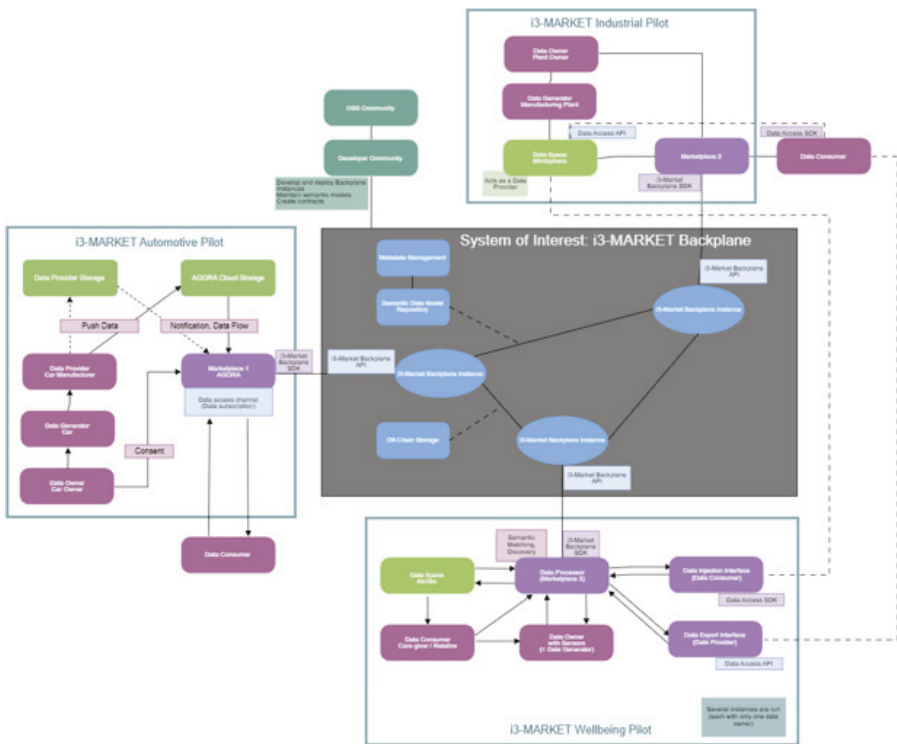 i3-MARKET Industrial Pilot
Data Owner
Plant Owner
Data Generator
Manufacturing Plant
Data Access API
Data Access SDK
Data Space
Mindsphere
Marketplace 2
Data Consumer
Acts as a Data
Provider
i3-Market
Backplane SDK
OSS Community
Developer Community
Develop and deploy Backplane
Instances
Maintain semantic models
Create contracts
i3-MARKET Automotive Pilot
Data Provider Storage
AGORA Cloud Storage
Push Data
Notification, Data Flow
Data Provider
Car Manufacturer
Marketplace 1
AGORA
i3-Market
Backplane
SDK
Data access channel
(Data subscription)
Data Generator
Car
Consent
Data Owner
Car Owner
Data Consumer
System of Interest: i3-MARKET Backplane
Metadata-Management
i3-Market Backplane
API
Semantic Data Model
Repository
i3-Market Backplane Instance
i3-Market Backplane
API
i3-Market Backplane Instance
Off-Chain Storage
i3-Market Backplane Instance
i3-Market Backplane
API
Semantic
Matching,
Discovery
i3-Market
Backplane
SDK
Data Space
Data Processor
(Marketplace 3)
Data Injection Interface
(Data Consumer)
Data Access SDK
Data Consumer
Care giver / Relative
Data Owner
with Sensors
(= Data Generator)
Data Export Interface
(Data Provider)
Data Access API
Several instances are run
(each with only one data
owner)
i3-MARKET Wellbeing Pilot